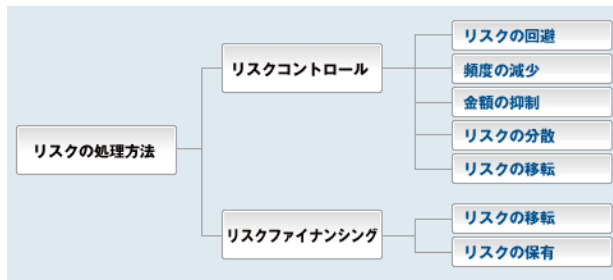 リスクの処理方法
リスクコントロール
リスクの回避
頻度の減少
金額の抑制
リスクの分散
リスクの移転
リスクファイナンシング
リスクの移転
リスクの保有